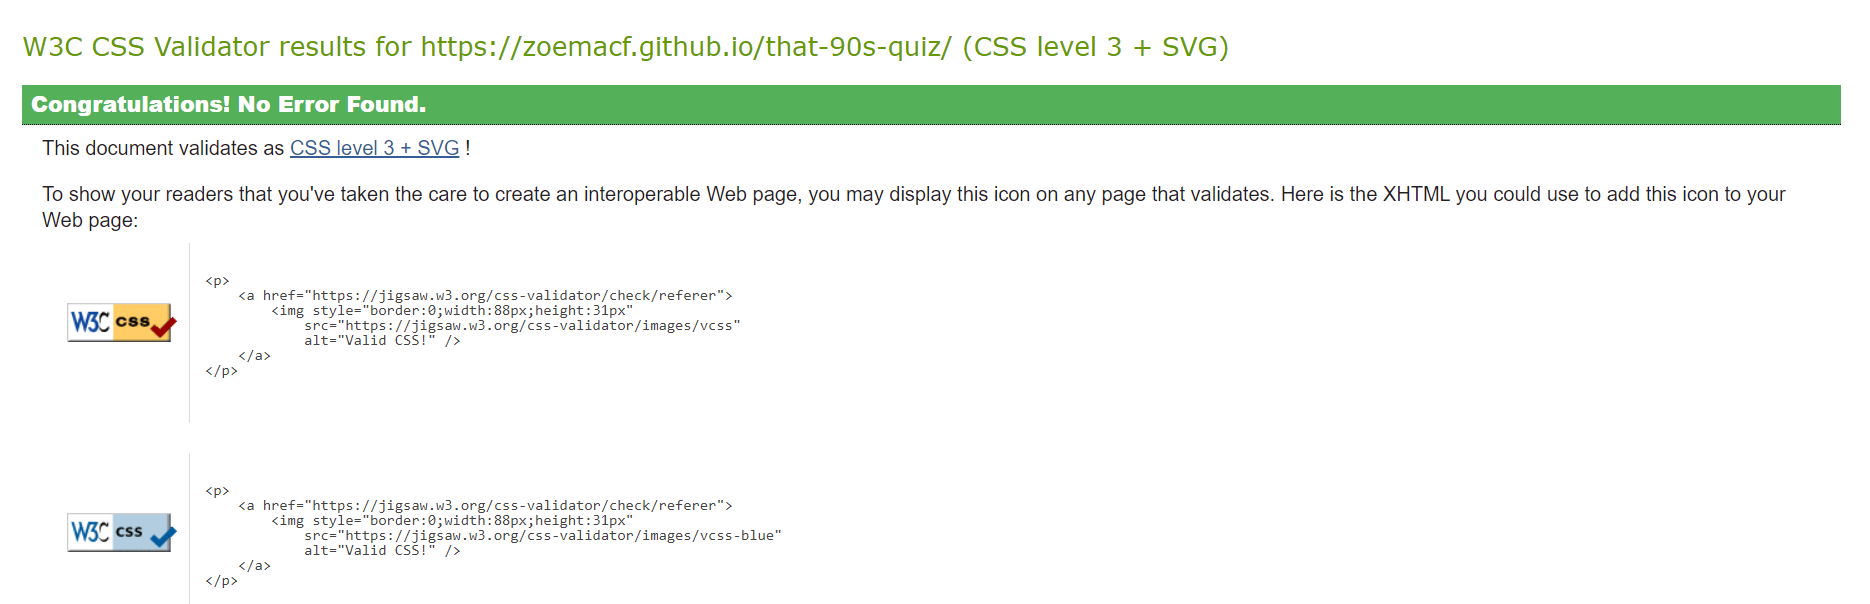 W3C CSS Validator results for https://zoemacf.github.io/that-90s-quiz/ (CSS level 3 + SVG)
Congratulations! No Error Found.
This document validates as CSS level 3 + SVG !
To show your readers that you've taken the care to create an interoperable Web page, you may display this icon on any page that validates. Here is the XHTML you could use to add this icon to your
Web page:
W3C css
<p>
    <a href="https://jigsaw.w3.org/css-validator/check/referer">
        <img style="border:0;width:88px;height:31px"
            src="https://jigsaw.w3.org/css-validator/images/vcss"
            alt="Valid CSS!" />
    </a>
</p>
W3C css
<p>
    <a href="https://jigsaw.w3.org/css-validator/check/referer">
        <img style="border:0;width:88px;height:31px"
            src="https://jigsaw.w3.org/css-validator/images/vcss-blue"
            alt="Valid CSS!" />
    </a>
</p>